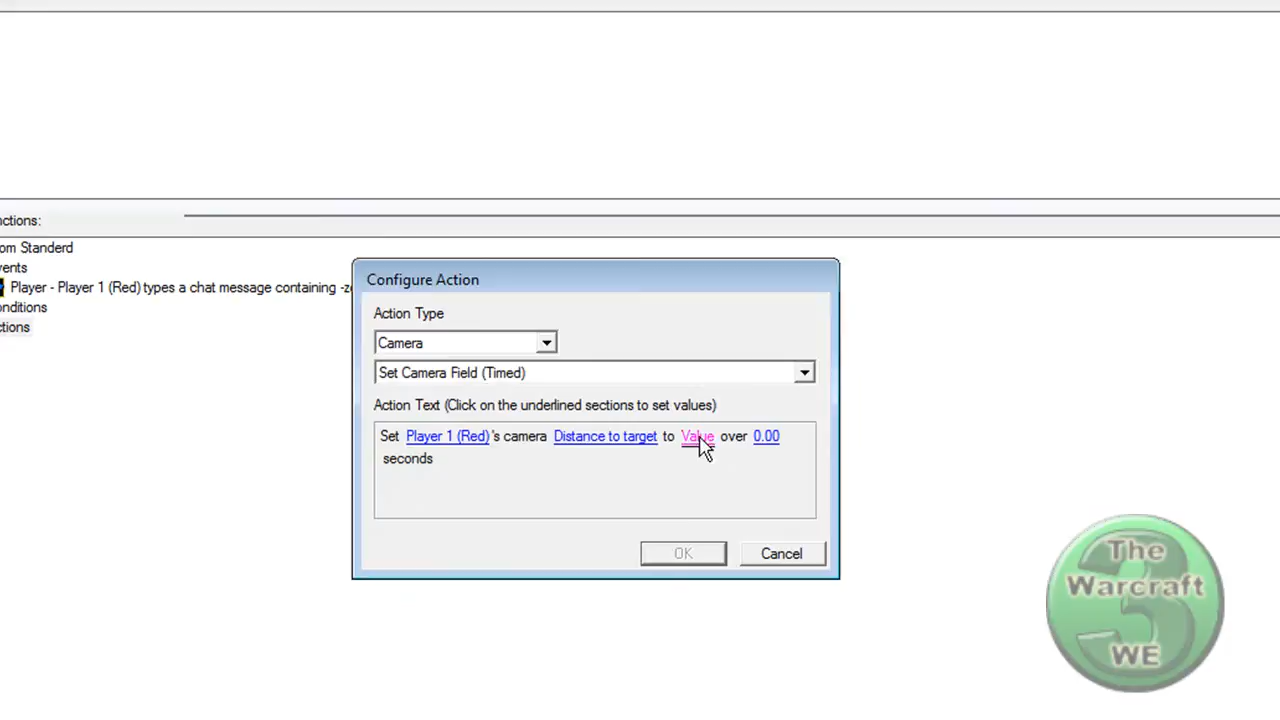 nctions:
om Standerd
vents
Player - Player 1 (Red) types a chat message containing -z
onditions
ctions
Configure Action
Action Type
Camera
Set Camera Field (Timed)
Action Text (Click on the underlined sections to set values)
Set Player 1 (Red)'s camera Distance to target to Value over 0.00
seconds
OK
Cancel
The
Warcraft
3
WE